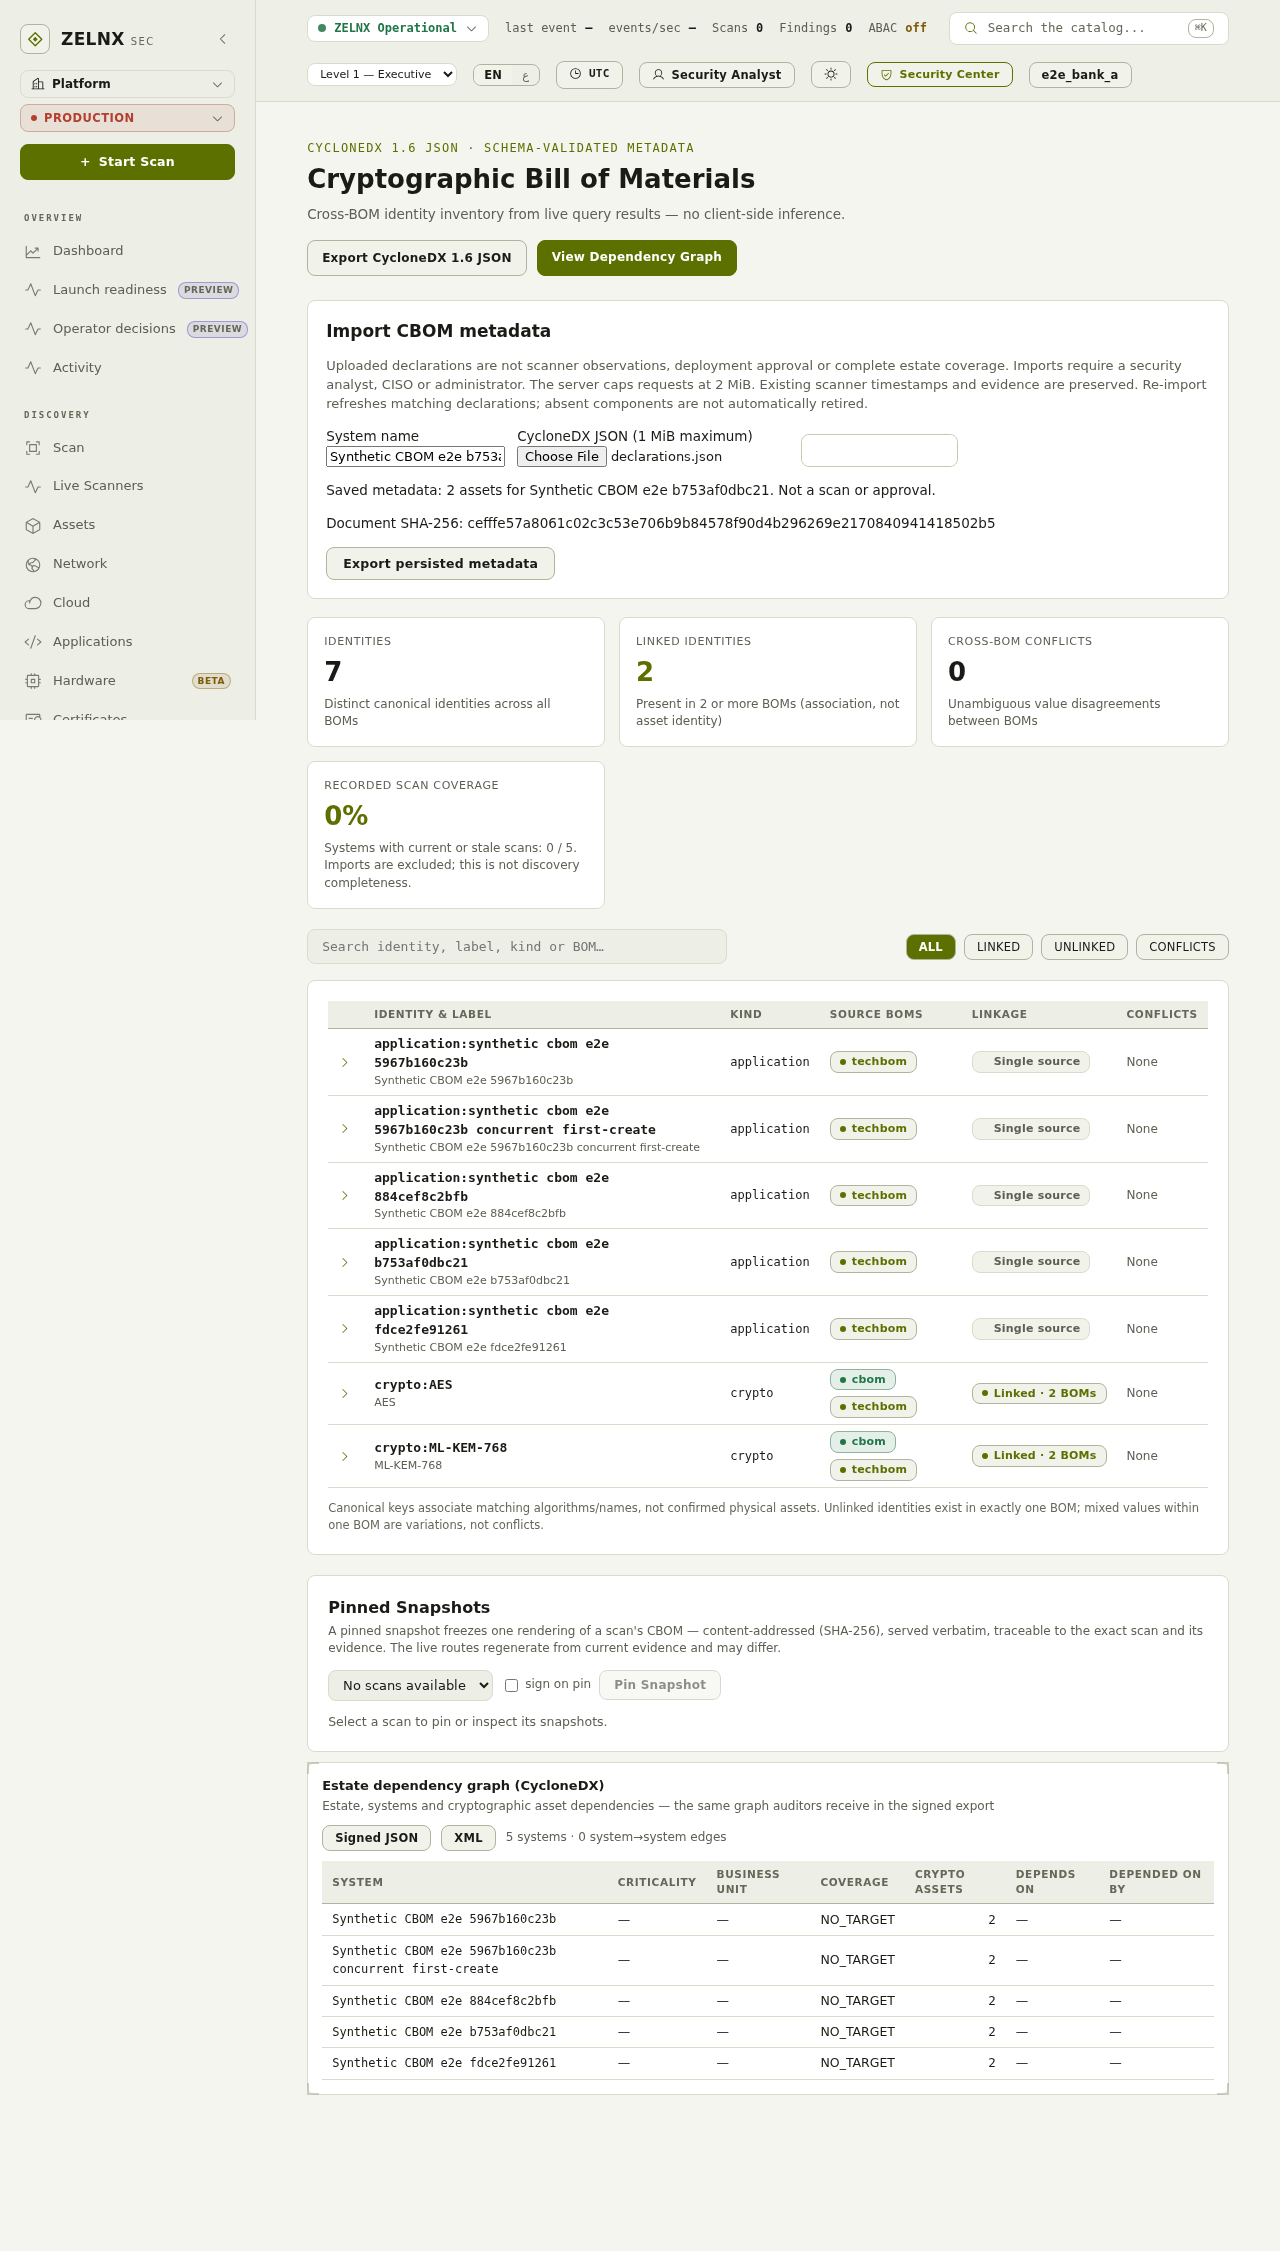 ZELNX SEC
Platform
PRODUCTION
+ Start Scan
OVERVIEW
Dashboard
Launch readiness PREVIEW
Operator decisions PREVIEW
Activity
DISCOVERY
Scan
Live Scanners
Assets
Network
Cloud
Applications
Hardware BETA
Certificates
ZELNX Operational last event — events/sec — Scans 0 Findings 0 ABAC off Search the catalog... ⌘K
Level 1 — Executive EN ع UTC Security Analyst Security Center e2e_bank_a
CYCLONEDX 1.6 JSON · SCHEMA-VALIDATED METADATA
Cryptographic Bill of Materials
Cross-BOM identity inventory from live query results — no client-side inference.
Export CycloneDX 1.6 JSON View Dependency Graph
Import CBOM metadata
Uploaded declarations are not scanner observations, deployment approval or complete estate coverage. Imports require a security
analyst, CISO or administrator. The server caps requests at 2 MiB. Existing scanner timestamps and evidence are preserved. Re-import
refreshes matching declarations; absent components are not automatically retired.
System name CycloneDX JSON (1 MiB maximum)
Synthetic CBOM e2e b753a Choose File declarations.json
Saved metadata: 2 assets for Synthetic CBOM e2e b753af0dbc21. Not a scan or approval.
Document SHA-256: cefffe57a8061c02c3c53e706b9b84578f90d4b296269e2170840941418502b5
Export persisted metadata
IDENTITIES
7
Distinct canonical identities across all
BOMs
LINKED IDENTITIES
2
Present in 2 or more BOMs (association, not
asset identity)
CROSS-BOM CONFLICTS
0
Unambiguous value disagreements
between BOMs
RECORDED SCAN COVERAGE
0%
Systems with current or stale scans: 0 / 5.
Imports are excluded; this is not discovery
completeness.
Search identity, label, kind or BOM… ALL LINKED UNLINKED CONFLICTS
IDENTITY & LABEL KIND SOURCE BOMS LINKAGE CONFLICTS
application:synthetic cbom e2e
5967b160c23b application techbom Single source None
Synthetic CBOM e2e 5967b160c23b
application:synthetic cbom e2e
5967b160c23b concurrent first-create application techbom Single source None
Synthetic CBOM e2e 5967b160c23b concurrent first-create
application:synthetic cbom e2e
884cef8c2bfb application techbom Single source None
Synthetic CBOM e2e 884cef8c2bfb
application:synthetic cbom e2e
b753af0dbc21 application techbom Single source None
Synthetic CBOM e2e b753af0dbc21
application:synthetic cbom e2e
fdce2fe91261 application techbom Single source None
Synthetic CBOM e2e fdce2fe91261
crypto:AES crypto cbom techbom Linked · 2 BOMs None
AES
crypto:ML-KEM-768 crypto cbom techbom Linked · 2 BOMs None
ML-KEM-768
Canonical keys associate matching algorithms/names, not confirmed physical assets. Unlinked identities exist in exactly one BOM; mixed values within
one BOM are variations, not conflicts.
Pinned Snapshots
A pinned snapshot freezes one rendering of a scan's CBOM — content-addressed (SHA-256), served verbatim, traceable to the exact scan and its
evidence. The live routes regenerate from current evidence and may differ.
No scans available sign on pin Pin Snapshot
Select a scan to pin or inspect its snapshots.
Estate dependency graph (CycloneDX)
Estate, systems and cryptographic asset dependencies — the same graph auditors receive in the signed export
Signed JSON XML 5 systems · 0 system→system edges
SYSTEM CRITICALITY BUSINESS UNIT COVERAGE CRYPTO ASSETS DEPENDS ON DEPENDED ON BY
Synthetic CBOM e2e 5967b160c23b — — NO_TARGET 2 — —
Synthetic CBOM e2e 5967b160c23b
concurrent first-create — — NO_TARGET 2 — —
Synthetic CBOM e2e 884cef8c2bfb — — NO_TARGET 2 — —
Synthetic CBOM e2e b753af0dbc21 — — NO_TARGET 2 — —
Synthetic CBOM e2e fdce2fe91261 — — NO_TARGET 2 — —